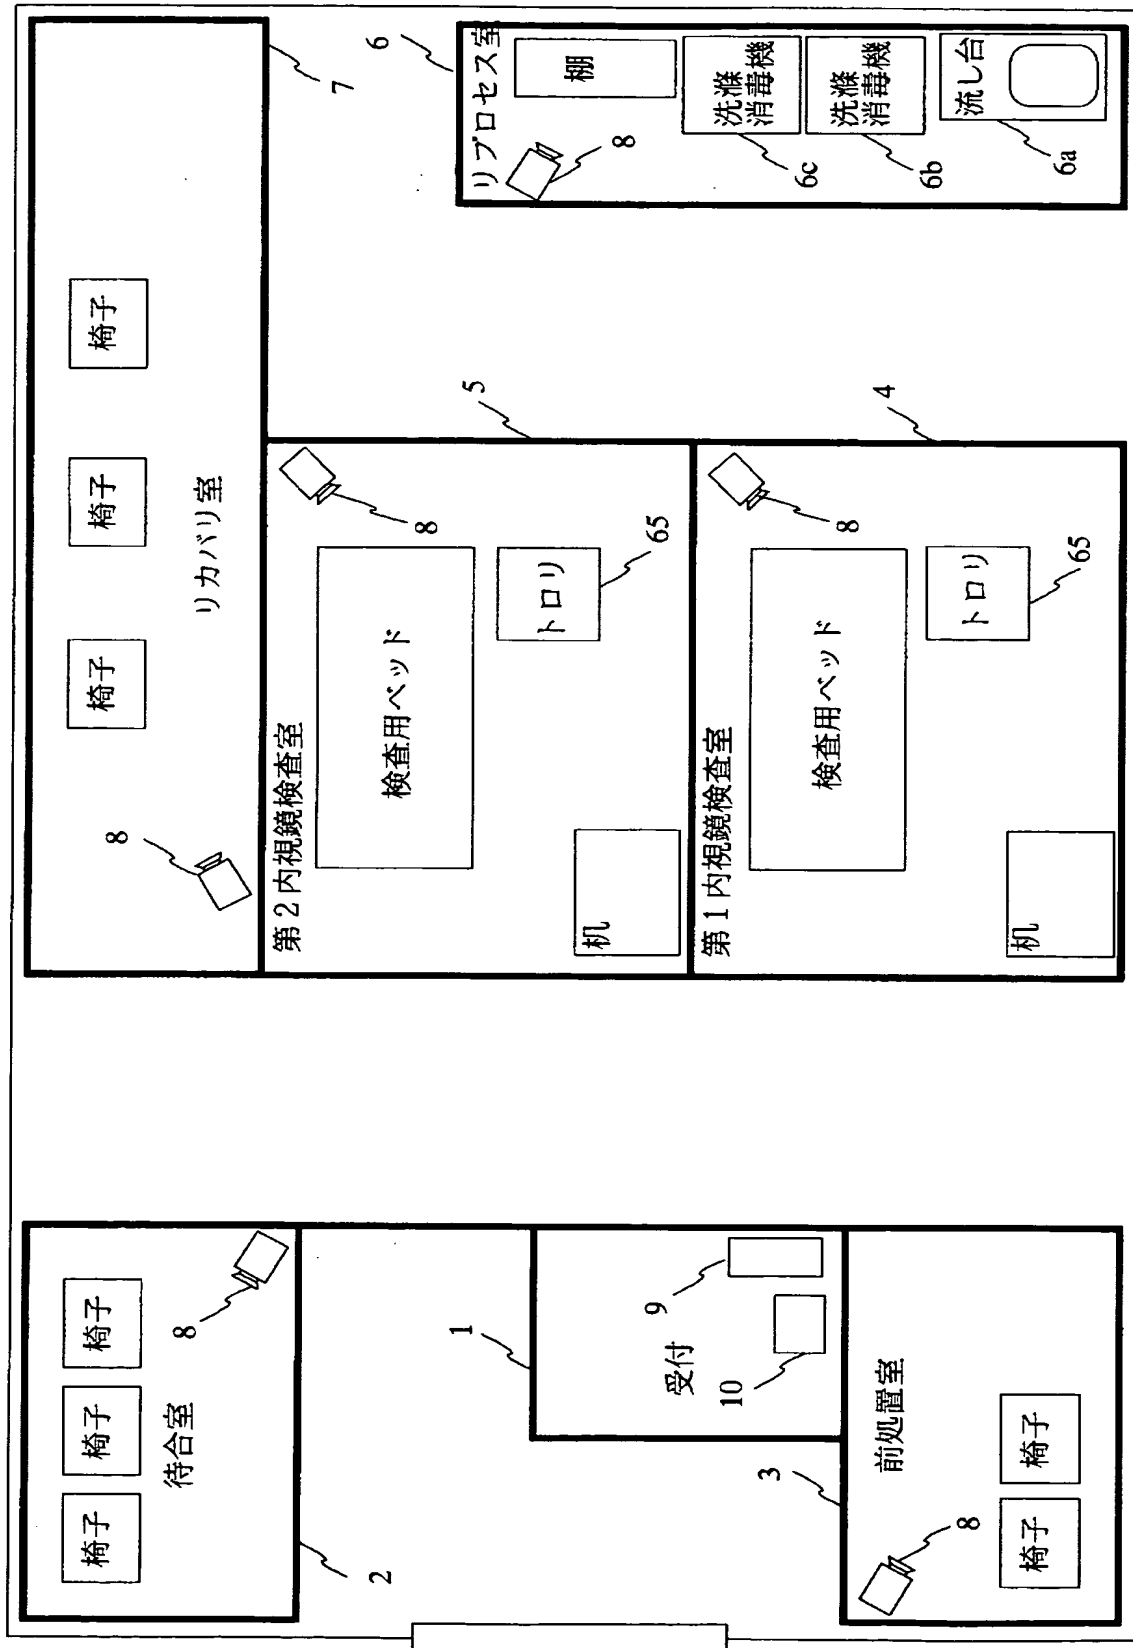 椅子
椅子
椅子
待合室
8
2
1
受付
9
10
3
前処置室
8
椅子
椅子
椅子
椅子
椅子
リカバリ室
8
7
第2内視鏡検査室
検査用ベッド
8
トロリ
65
机
5
第1内視鏡検査室
検査用ベッド
8
トロリ
65
机
4
6
リプロセス室
8
棚
洗滌
消毒機
6c
洗滌
消毒機
6b
流し台
6a